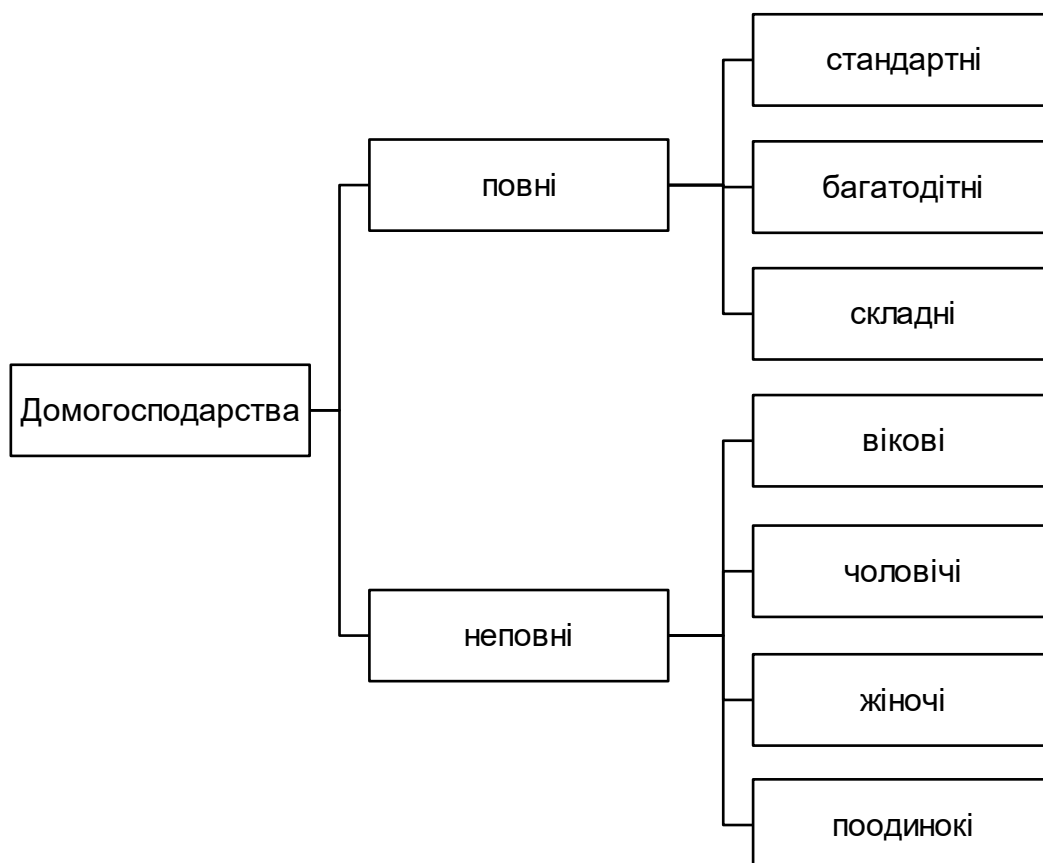 Домогосподарства
повні
стандартні
багатодітні
складні
неповні
вікові
чоловічі
жіночі
поодинокі